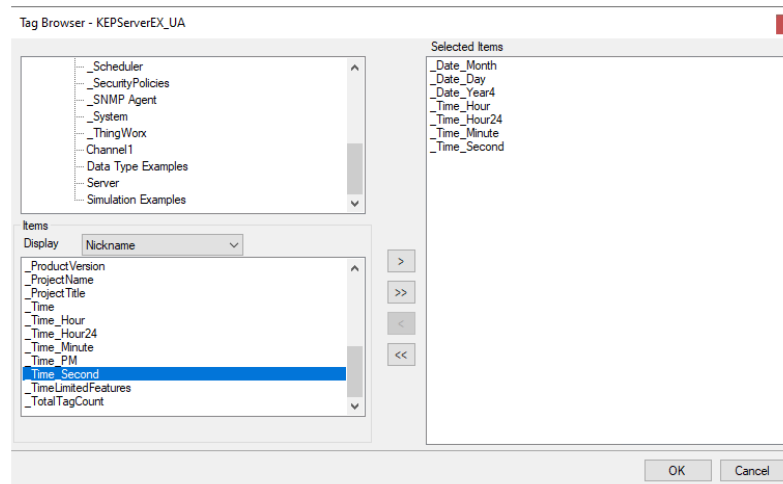 Tag Browser - KEPServerEX_UA
_Scheduler
_SecurityPolicies
_SNMP Agent
_System
_ThingWorx
Channel1
Data Type Examples
Server
Simulation Examples
Items
Display Nickname
_ProductVersion
_ProjectName
_ProjectTitle
_Time
_Time_Hour
_Time_Hour24
_Time_Minute
_Time_PM
_Time_Second
_TimeLimitedFeatures
_TotalTagCount
>
>>
<
<<
Selected Items
_Date_Month
_Date_Day
_Date_Year4
_Time_Hour
_Time_Hour24
_Time_Minute
_Time_Second
OK
Cancel